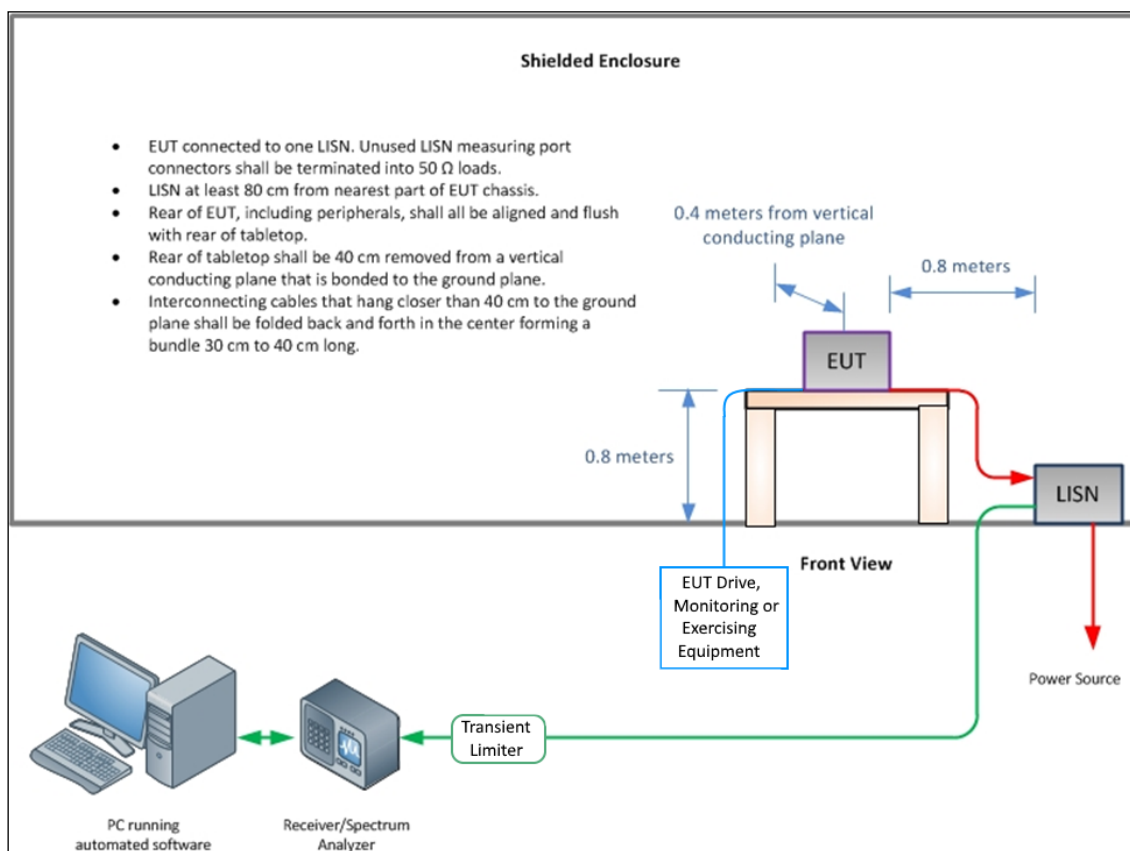 Shielded Enclosure
• EUT connected to one LISN. Unused LISN measuring port
connectors shall be terminated into 50 Ω loads.
• LISN at least 80 cm from nearest part of EUT chassis.
• Rear of EUT, including peripherals, shall all be aligned and flush
with rear of tabletop.
• Rear of tabletop shall be 40 cm removed from a vertical
conducting plane that is bonded to the ground plane.
• Interconnecting cables that hang closer than 40 cm to the ground
plane shall be folded back and forth in the center forming a
bundle 30 cm to 40 cm long.
0.4 meters from vertical
conducting plane
0.8 meters
EUT
0.8 meters
LISN
Front View
EUT Drive,
Monitoring or
Exercising
Equipment
Power Source
Transient
Limiter
PC running
automated software
Receiver/Spectrum
Analyzer